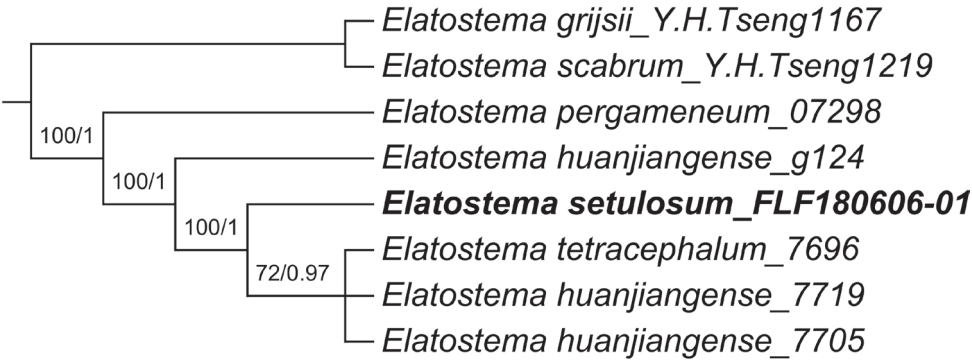 Elatostema grijsii_Y.H.Tseng1167
Elatostema scabrum_Y.H.Tseng1219
Elatostema pergameneum_07298
100/1
Elatostema huanjiangense_g124
100/1
Elatostema setulosum_FLF180606-01
100/1
Elatostema tetracephalum_7696
72/0.97
Elatostema huanjiangense_7719
Elatostema huanjiangense_7705